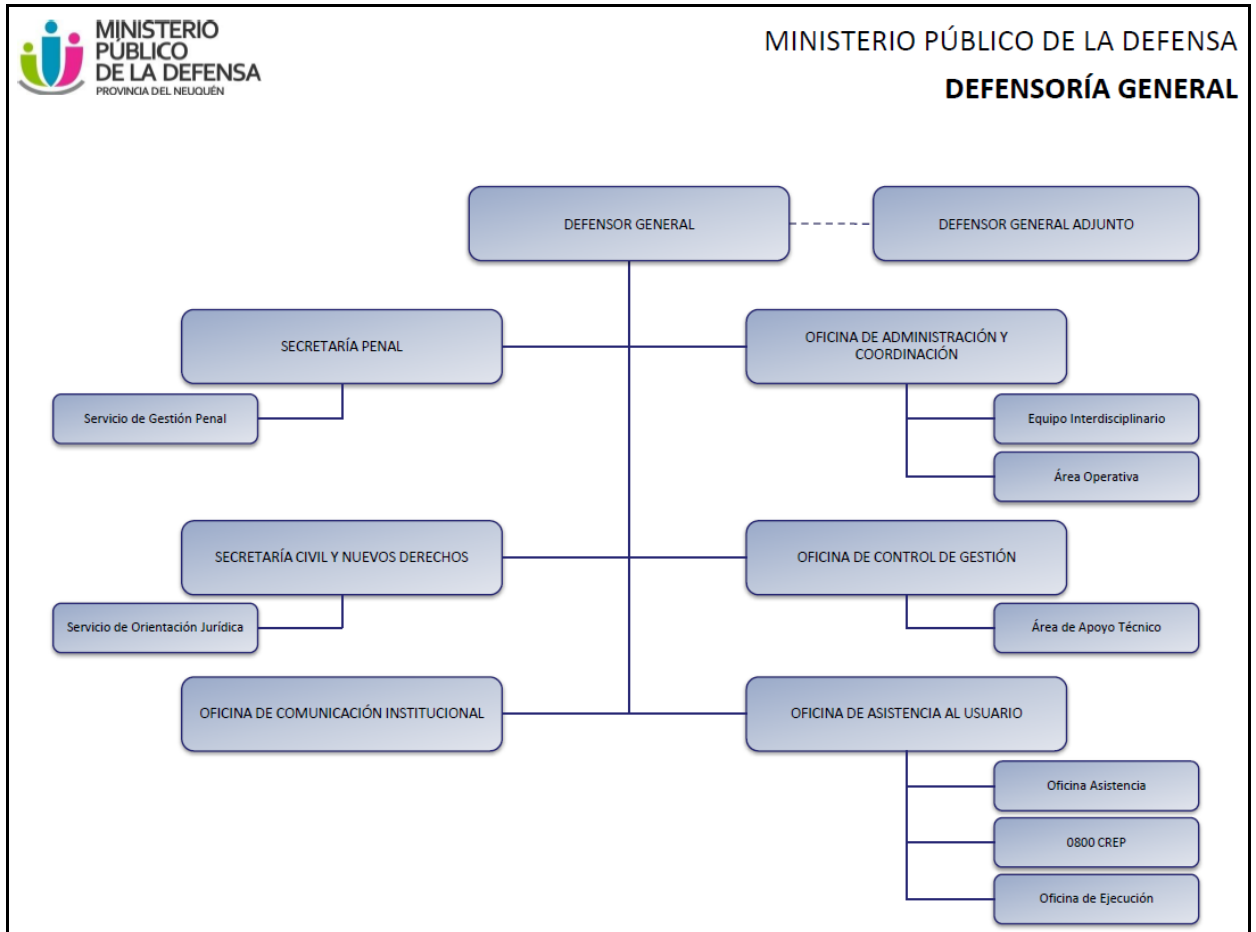 MINISTERIO
PÚBLICO
DE LA DEFENSA
PROVINCIA DEL NEUQUÉN
MINISTERIO PÚBLICO DE LA DEFENSA
DEFENSORÍA GENERAL
DEFENSOR GENERAL
DEFENSOR GENERAL ADJUNTO
SECRETARÍA PENAL
Servicio de Gestión Penal
OFICINA DE ADMINISTRACIÓN Y
COORDINACIÓN
Equipo Interdisciplinario
Área Operativa
SECRETARÍA CIVIL Y NUEVOS DERECHOS
Servicio de Orientación Jurídica
OFICINA DE CONTROL DE GESTIÓN
Área de Apoyo Técnico
OFICINA DE COMUNICACIÓN INSTITUCIONAL
OFICINA DE ASISTENCIA AL USUARIO
Oficina Asistencia
0800 CREP
Oficina de Ejecución